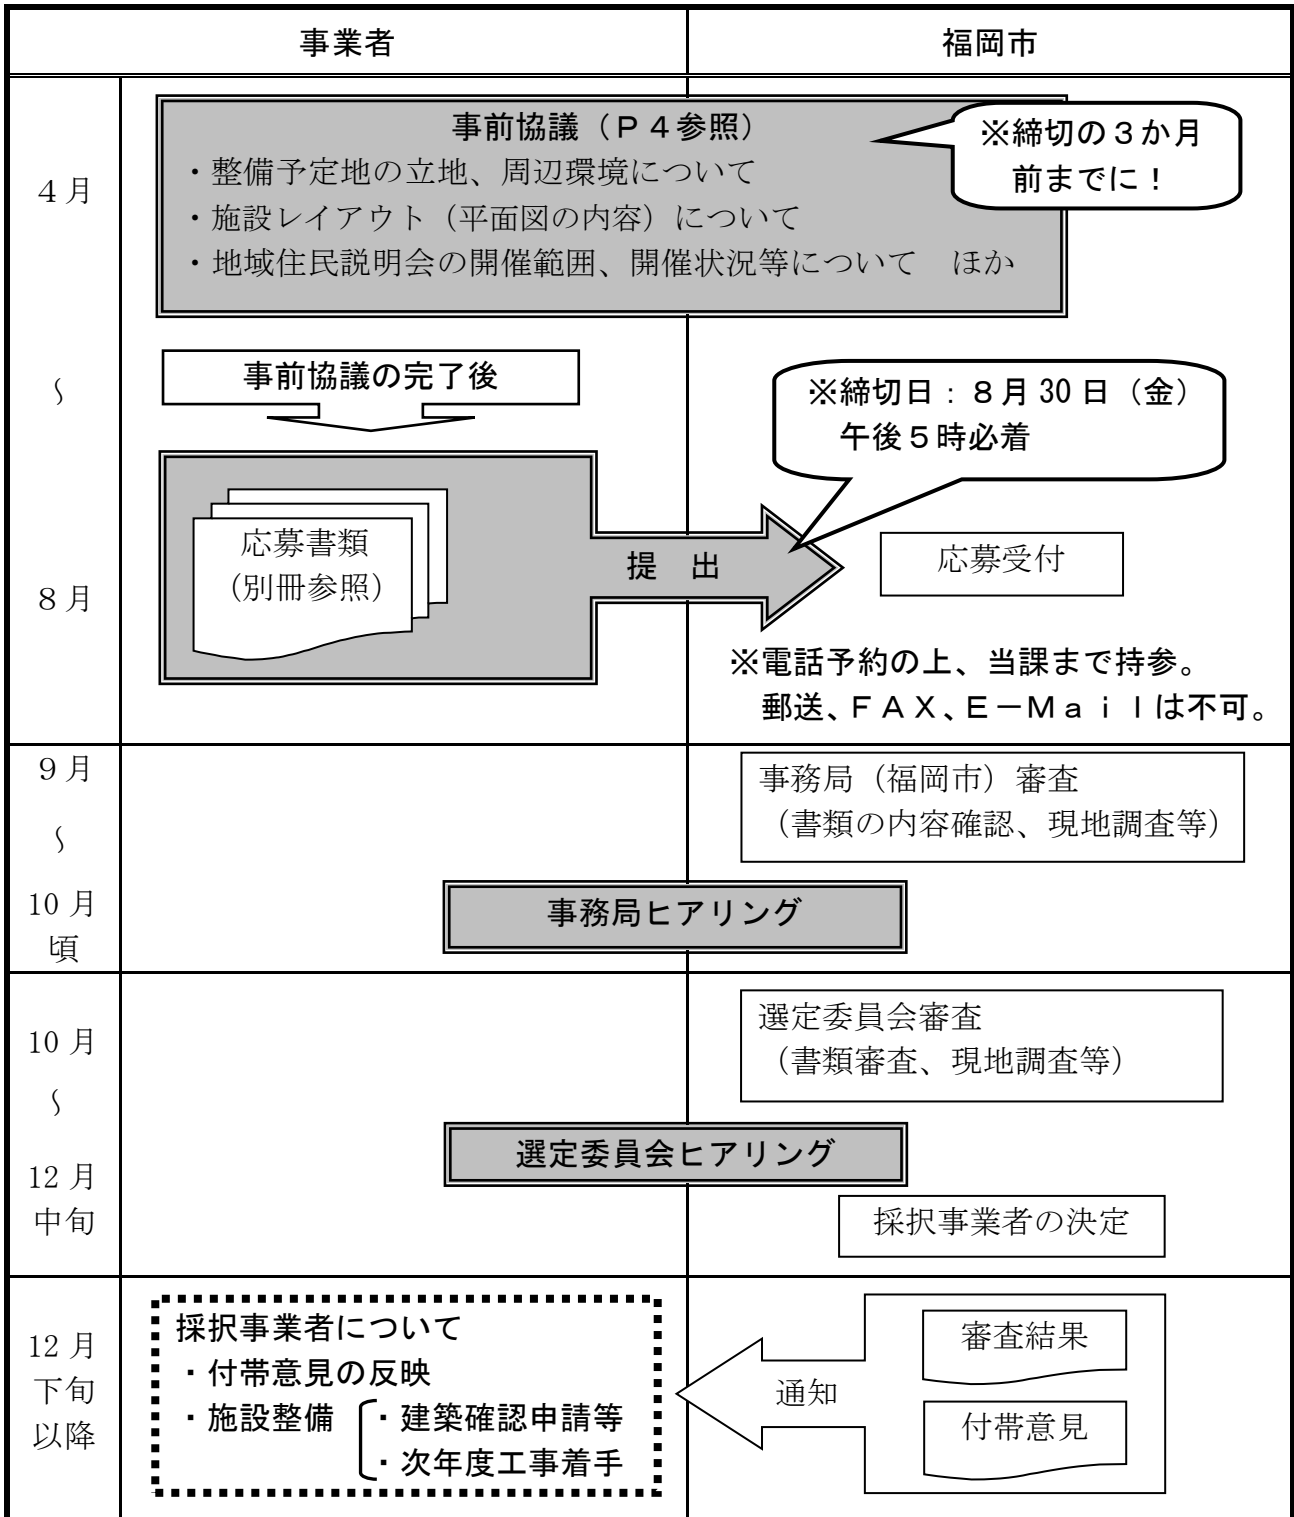 事業者
福岡市
４月
～
８月
事前協議（Ｐ４参照）
・整備予定地の立地、周辺環境について
・施設レイアウト（平面図の内容）について
・地域住民説明会の開催範囲、開催状況等について　ほか
※締切の３か月
前までに！
事前協議の完了後
※締切日：８月30日（金）
午後５時必着
応募書類
（別冊参照）
提　出
応募受付
※電話予約の上、当課まで持参。
郵送、ＦＡＸ、Ｅ－Ｍａｉｌは不可。
９月
～
10月
頃
事務局（福岡市）審査
（書類の内容確認、現地調査等）
事務局ヒアリング
10月
～
12月
中旬
選定委員会審査
（書類審査、現地調査等）
選定委員会ヒアリング
採択事業者の決定
12月
下旬
以降
採択事業者について
・付帯意見の反映
・施設整備
・建築確認申請等
・次年度工事着手
通知
審査結果
付帯意見